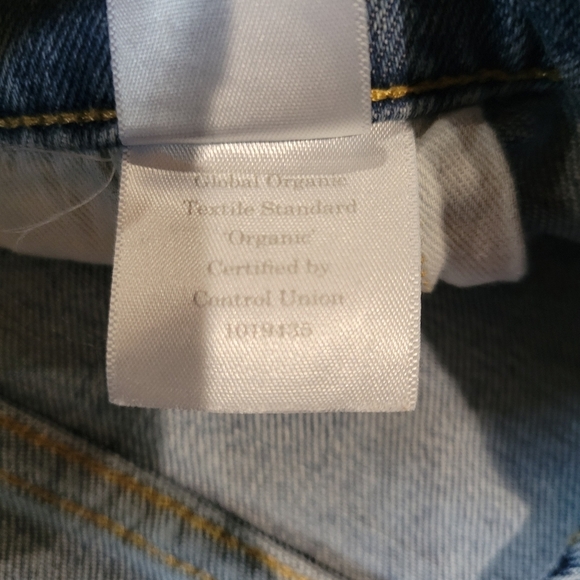 Global Organic
Textile Standard
'Organic'
Certified by
Control Union
1019435